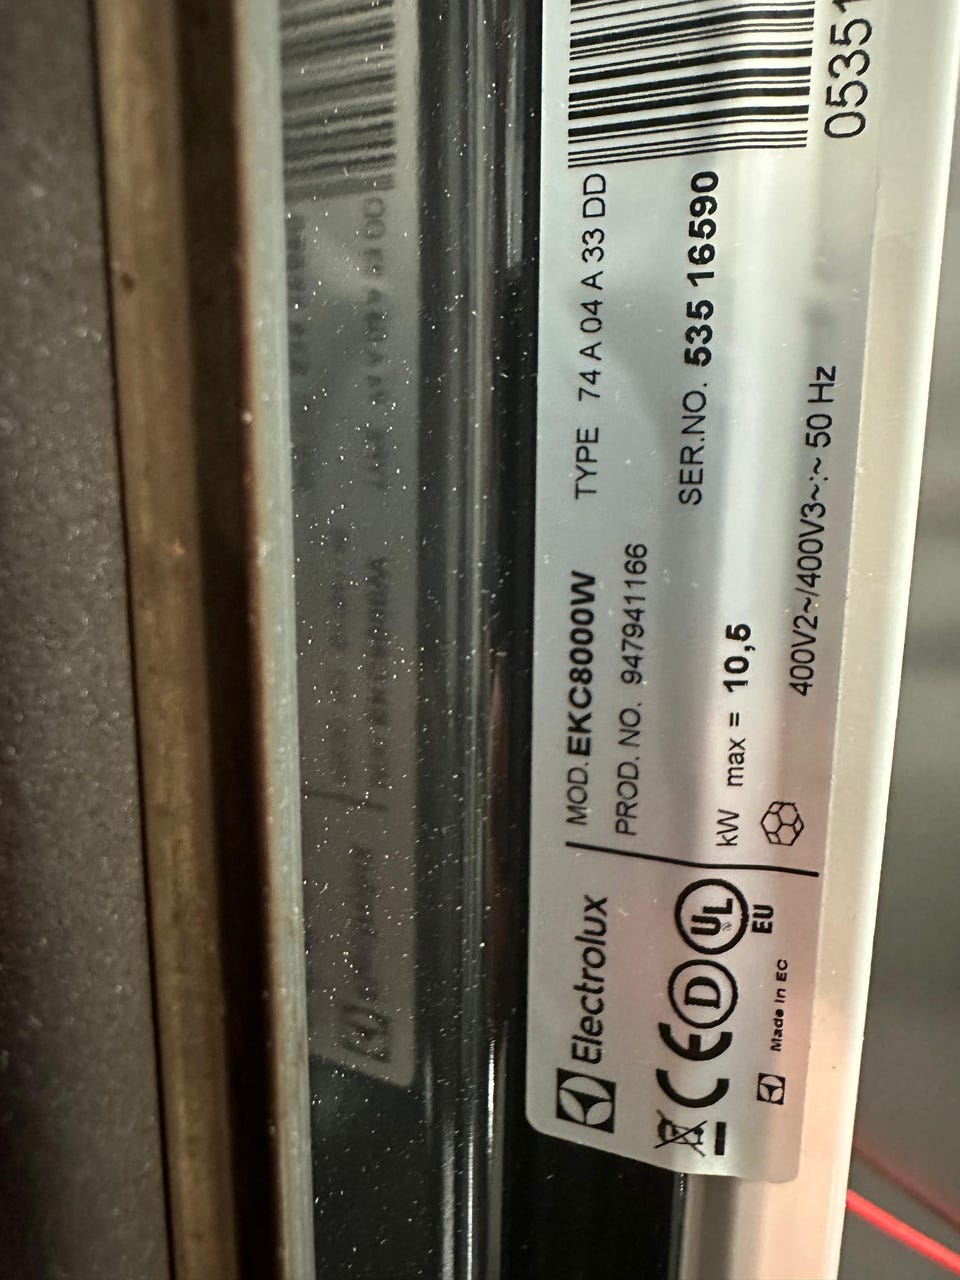 Electrolux
MOD. EKC8000W TYPE 74 A 04 A 33 DD
PROD. NO. 947941166
SER.NO. 535 16590
kW max = 10,5
400V2~/400V3~:~ 50 Hz
CE D UL
EU
Made in EC
0535